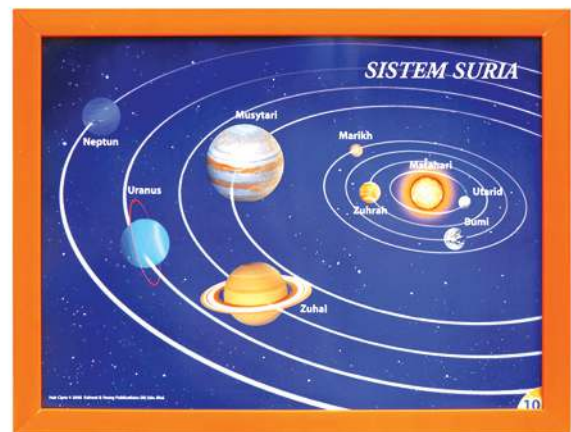 SISTEM SURIA
Musytari
Marikh
Neptun
Matahari
Uranus
Utarid
Zuhrah
Bumi
Zuhal
10